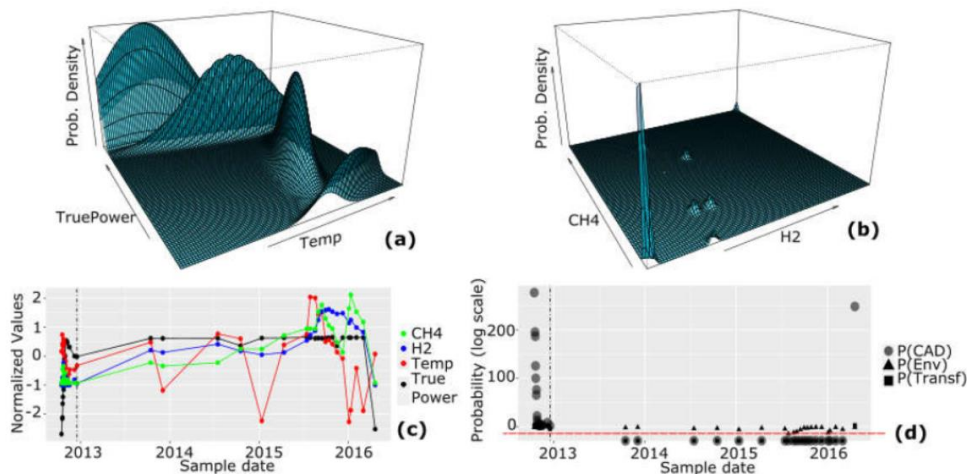 Prob. Density
TruePower
Temp
(a)
Prob. Density
CH4
H2
(b)
Normalized Values
2
1
0
-1
-2
2013
2014
2015
2016
Sample date
CH4
H2
Temp
True
Power
(c)
Probability (log scale)
200
100
0
2013
2014
2015
2016
Sample date
P(CAD)
P(Env)
P(Transf)
(d)